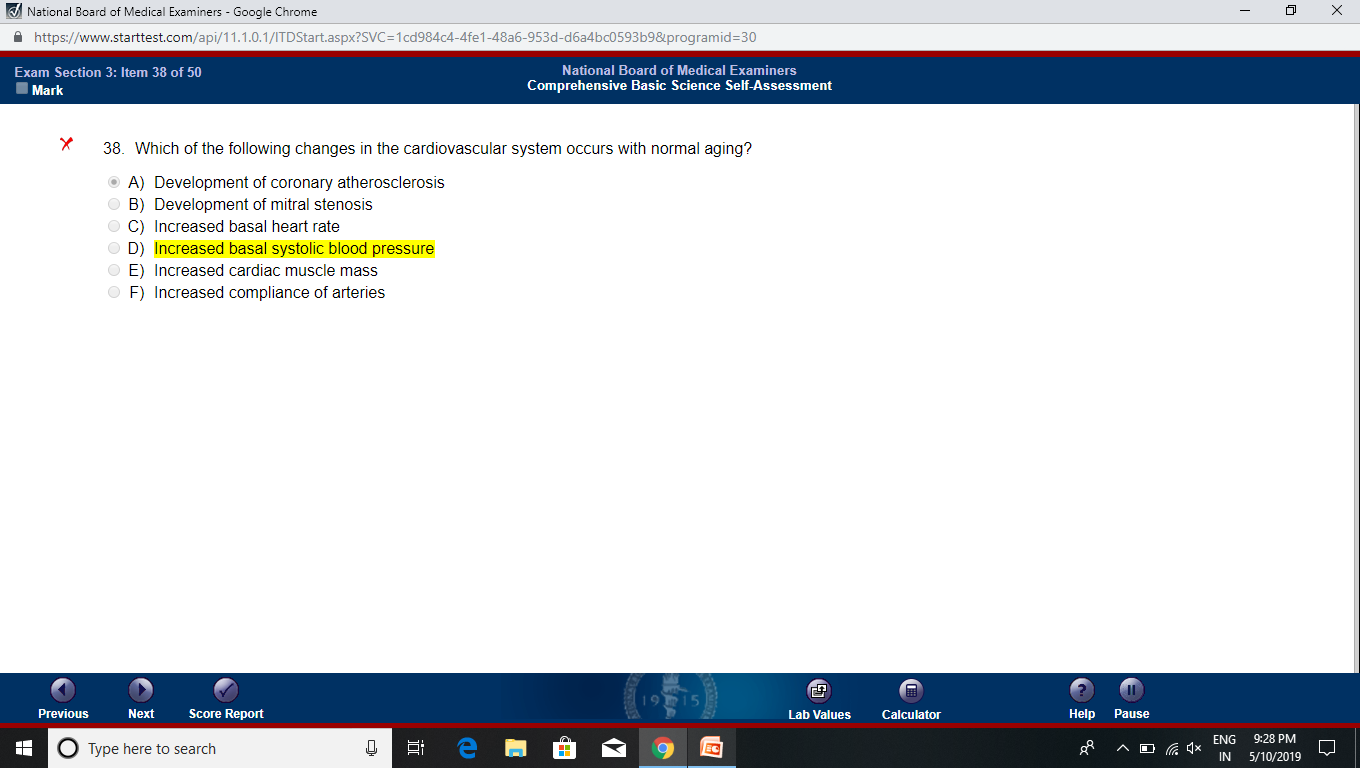 National Board of Medical Examiners - Google Chrome
https://www.starttest.com/api/11.1.0.1/ITDStart.aspx?SVC=1cd984c4-4fe1-48a6-953d-d6a4bc0593b9&programid=30
Exam Section 3: Item 38 of 50
National Board of Medical Examiners
Mark
Comprehensive Basic Science Self-Assessment
38. Which of the following changes in the cardiovascular system occurs with normal aging?
A) Development of coronary atherosclerosis
B) Development of mitral stenosis
C) Increased basal heart rate
D) Increased basal systolic blood pressure
E) Increased cardiac muscle mass
F) Increased compliance of arteries
19 15
Previous Next Score Report Lab Values Calculator Help Pause
Type here to search
ENG 9:28 PM
IN 5/10/2019